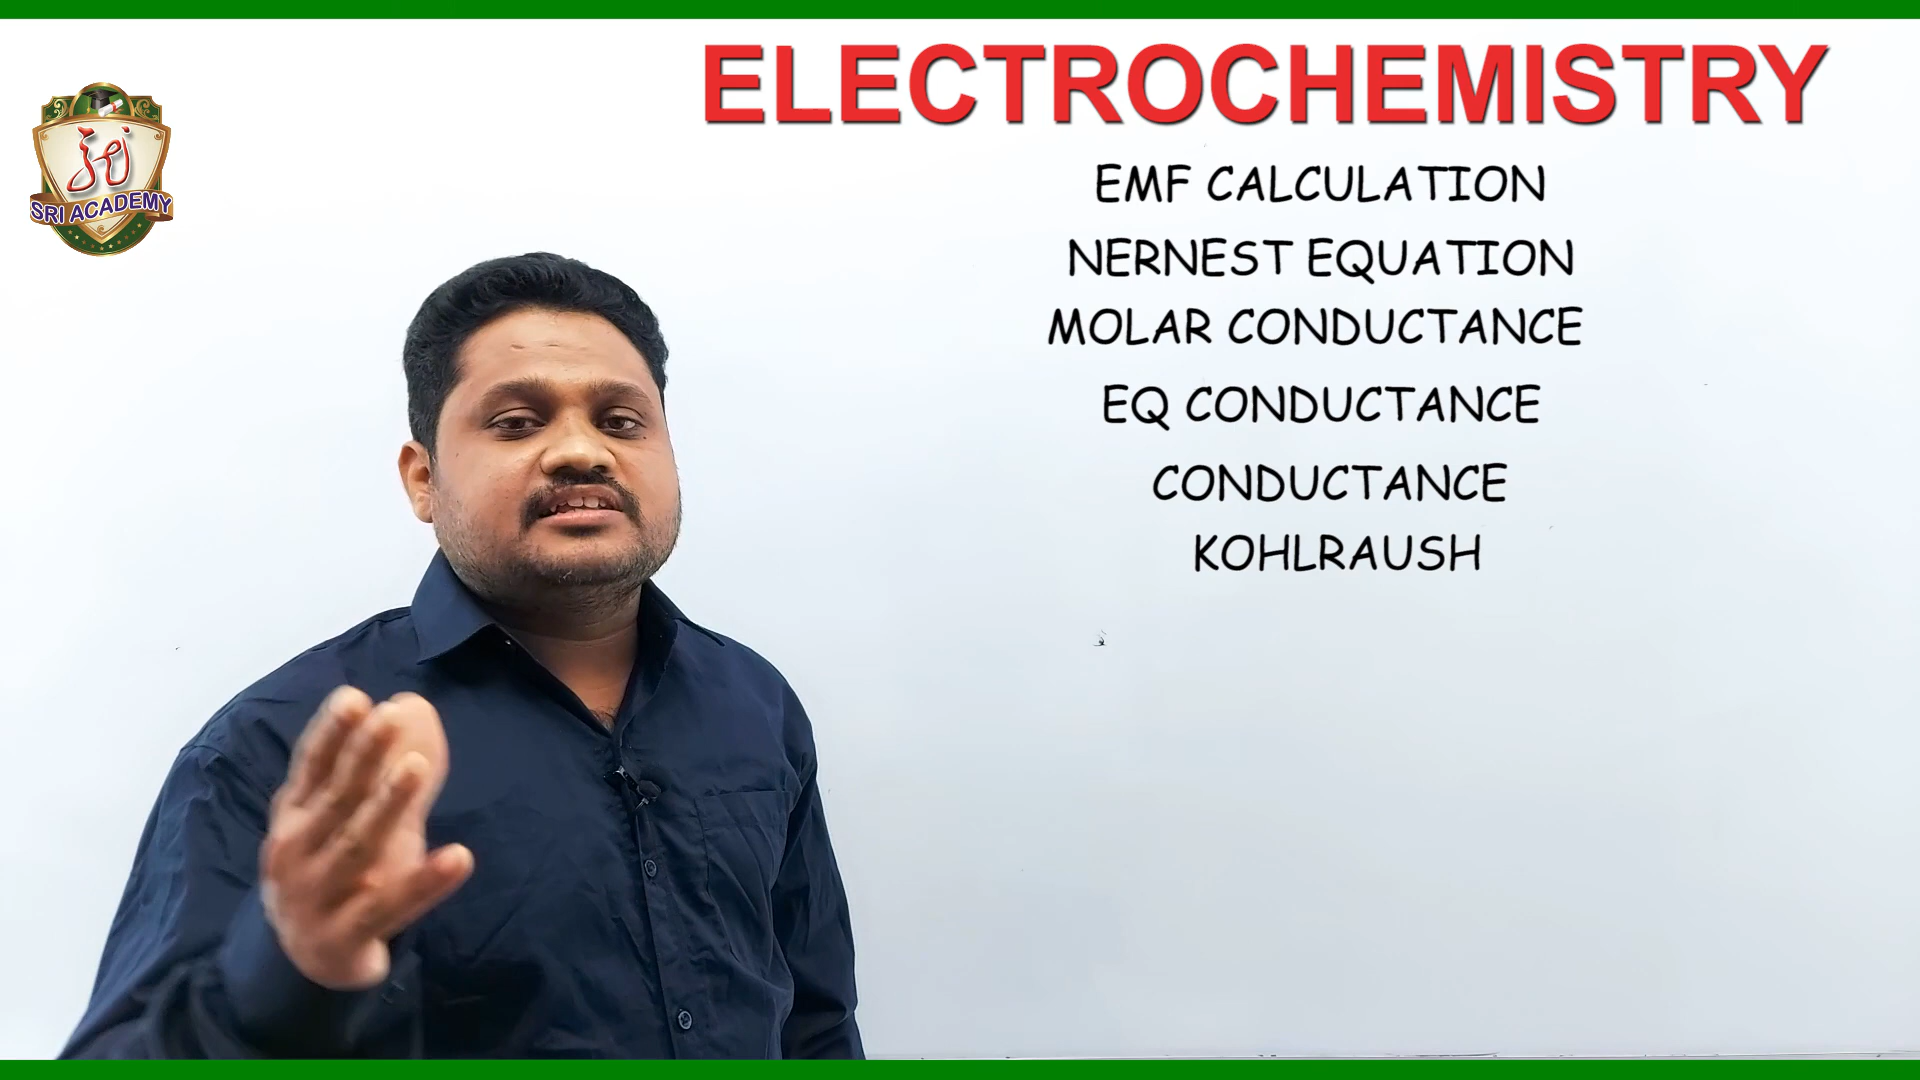 ELECTROCHEMISTRY
SRI ACADEMY
EMF CALCULATION
NERNEST EQUATION
MOLAR CONDUCTANCE
EQ CONDUCTANCE
CONDUCTANCE
KOHLRAUSH